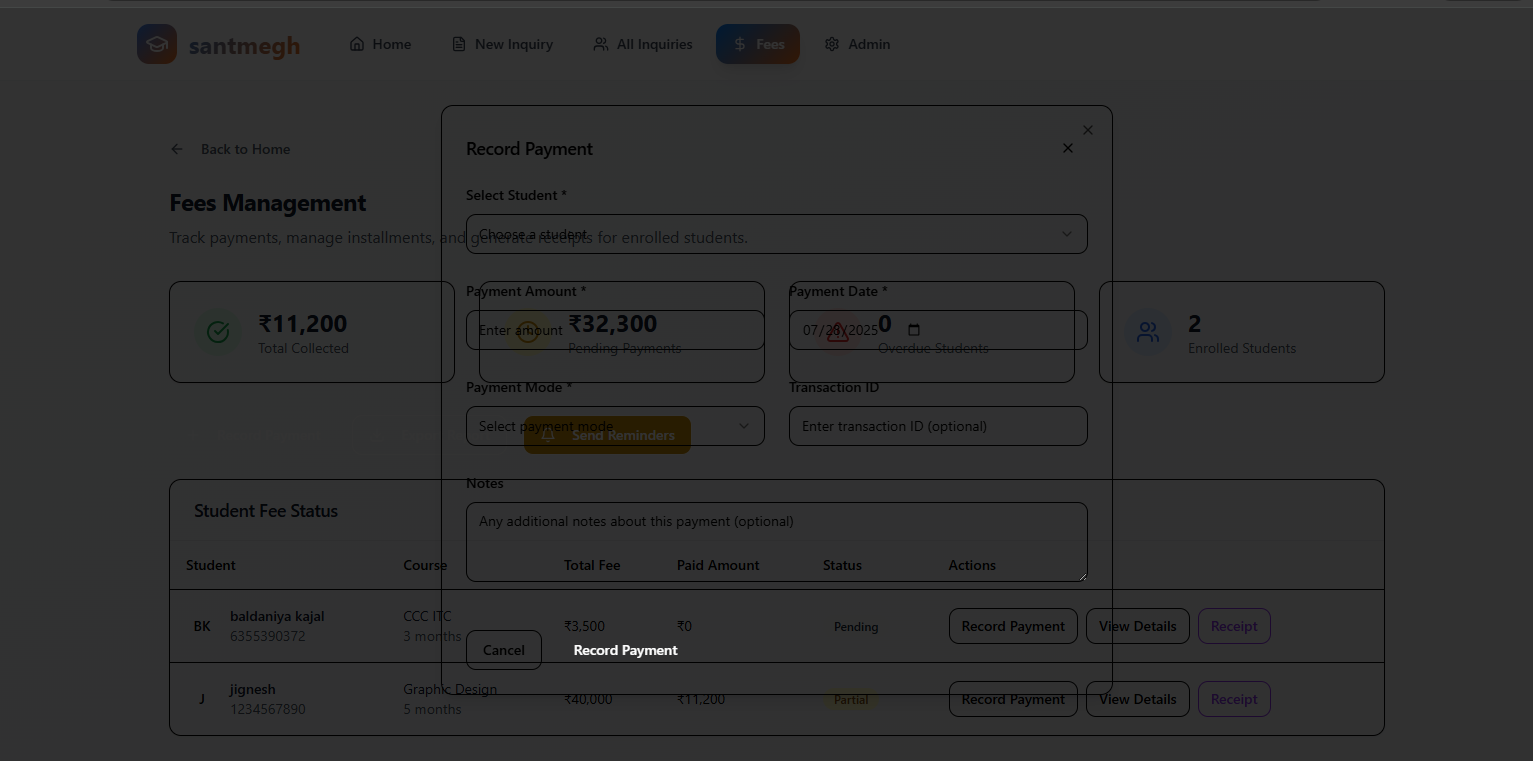 santmegh
Home
New Inquiry
All Inquiries
Fees
Admin
Back to Home
Fees Management
Track payments, manage installments, and generate receipts for enrolled students.
₹11,200
Total Collected
₹32,300
Pending Payments
0
Overdue Students
2
Enrolled Students
Send Reminders
Student Fee Status
Student Course Total Fee Paid Amount Status Actions
BK baldaniya kajal CCC ITC ₹3,500 ₹0 Pending Record Payment View Details Receipt
6355390372 3 months
J jignesh Graphic Design ₹40,000 ₹11,200 Partial Record Payment View Details Receipt
1234567890 5 months
Record Payment
Select Student *
Choose a student
Payment Amount * Payment Date *
Enter amount 07/28/2025
Payment Mode * Transaction ID
Select payment mode Enter transaction ID (optional)
Notes
Any additional notes about this payment (optional)
Cancel Record Payment